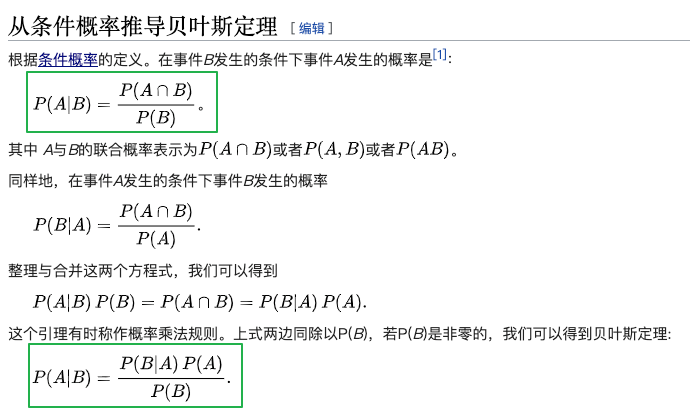 从条件概率推导贝叶斯定理 [ 编辑 ]
根据条件概率的定义。在事件B发生的条件下事件A发生的概率是[1]:
P(A|B) = P(A ∩ B) / P(B) 。
其中 A与B的联合概率表示为P(A ∩ B)或者P(A, B)或者P(AB)。
同样地，在事件A发生的条件下事件B发生的概率
P(B|A) = P(A ∩ B) / P(A).
整理与合并这两个方程式，我们可以得到
P(A|B) P(B) = P(A ∩ B) = P(B|A) P(A).
这个引理有时称作概率乘法规则。上式两边同除以P(B)，若P(B)是非零的，我们可以得到贝叶斯定理:
P(A|B) = P(B|A) P(A) / P(B).